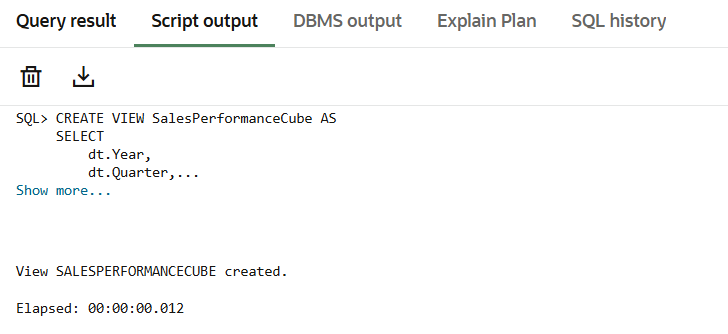 Query result Script output DBMS output Explain Plan SQL history
SQL> CREATE VIEW SalesPerformanceCube AS
SELECT
dt.Year,
dt.Quarter,...
Show more...
View SALESPERFORMANCECUBE created.
Elapsed: 00:00:00.012